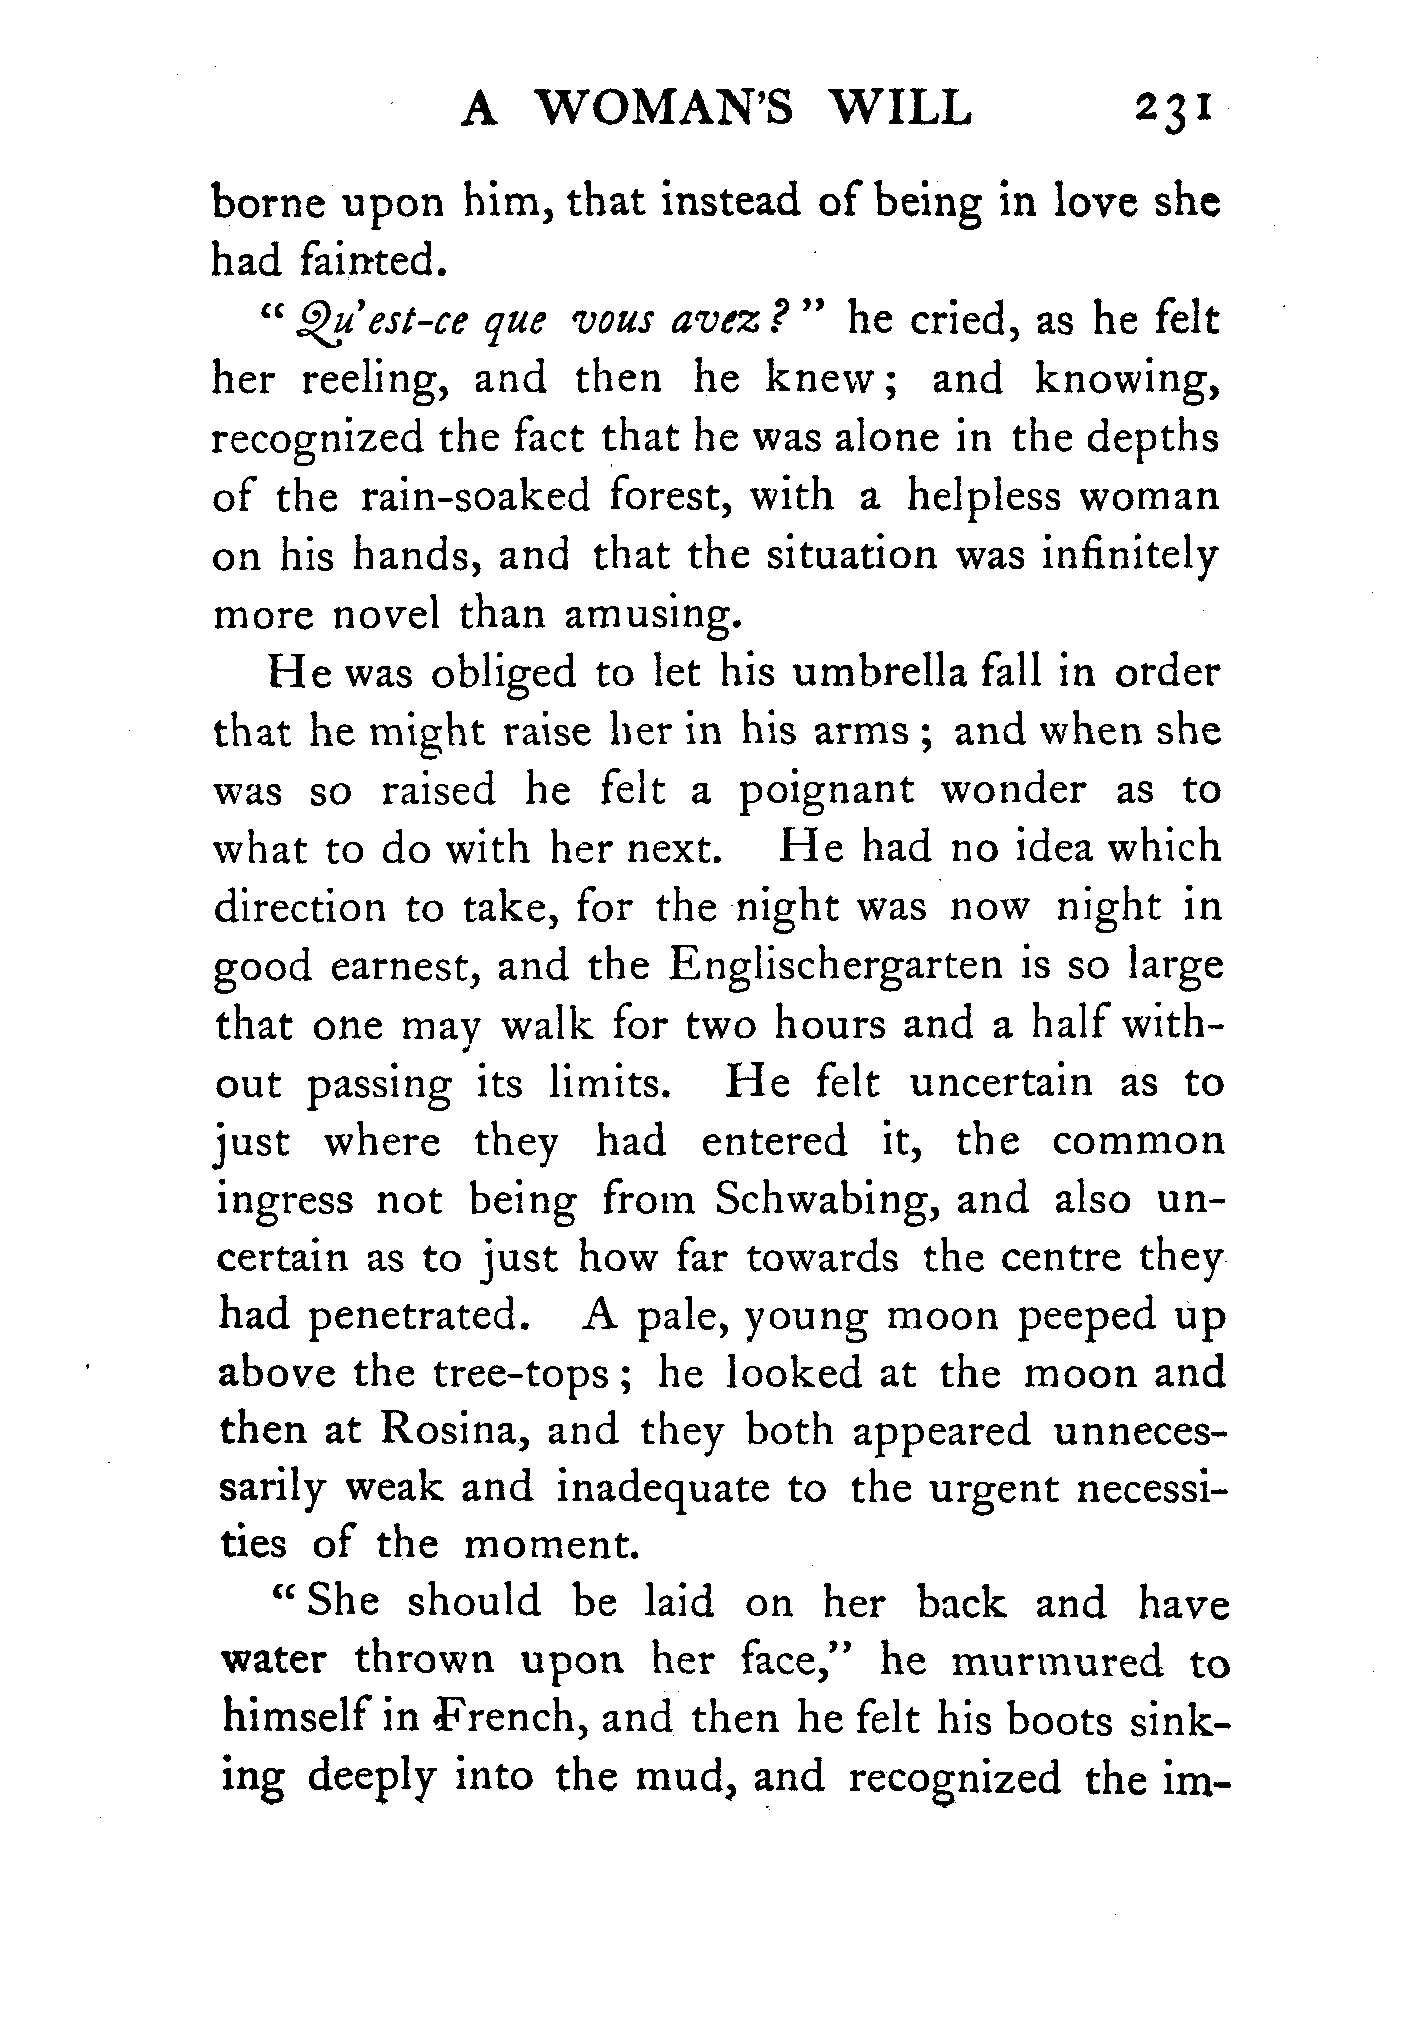 A WOMAN'S WILL 231
borne upon him, that instead of being in love she
had fainted.
“ Qu'est-ce que vous avez ? ” he cried, as he felt
her reeling, and then he knew ; and knowing,
recognized the fact that he was alone in the depths
of the rain-soaked forest, with a helpless woman
on his hands, and that the situation was infinitely
more novel than amusing.
He was obliged to let his umbrella fall in order
that he might raise her in his arms ; and when she
was so raised he felt a poignant wonder as to
what to do with her next. He had no idea which
direction to take, for the night was now night in
good earnest, and the Englischergarten is so large
that one may walk for two hours and a half with-
out passing its limits. He felt uncertain as to
just where they had entered it, the common
ingress not being from Schwabing, and also un-
certain as to just how far towards the centre they
had penetrated. A pale, young moon peeped up
above the tree-tops ; he looked at the moon and
then at Rosina, and they both appeared unneces-
sarily weak and inadequate to the urgent necessi-
ties of the moment.
“ She should be laid on her back and have
water thrown upon her face,” he murmured to
himself in French, and then he felt his boots sink-
ing deeply into the mud, and recognized the im-